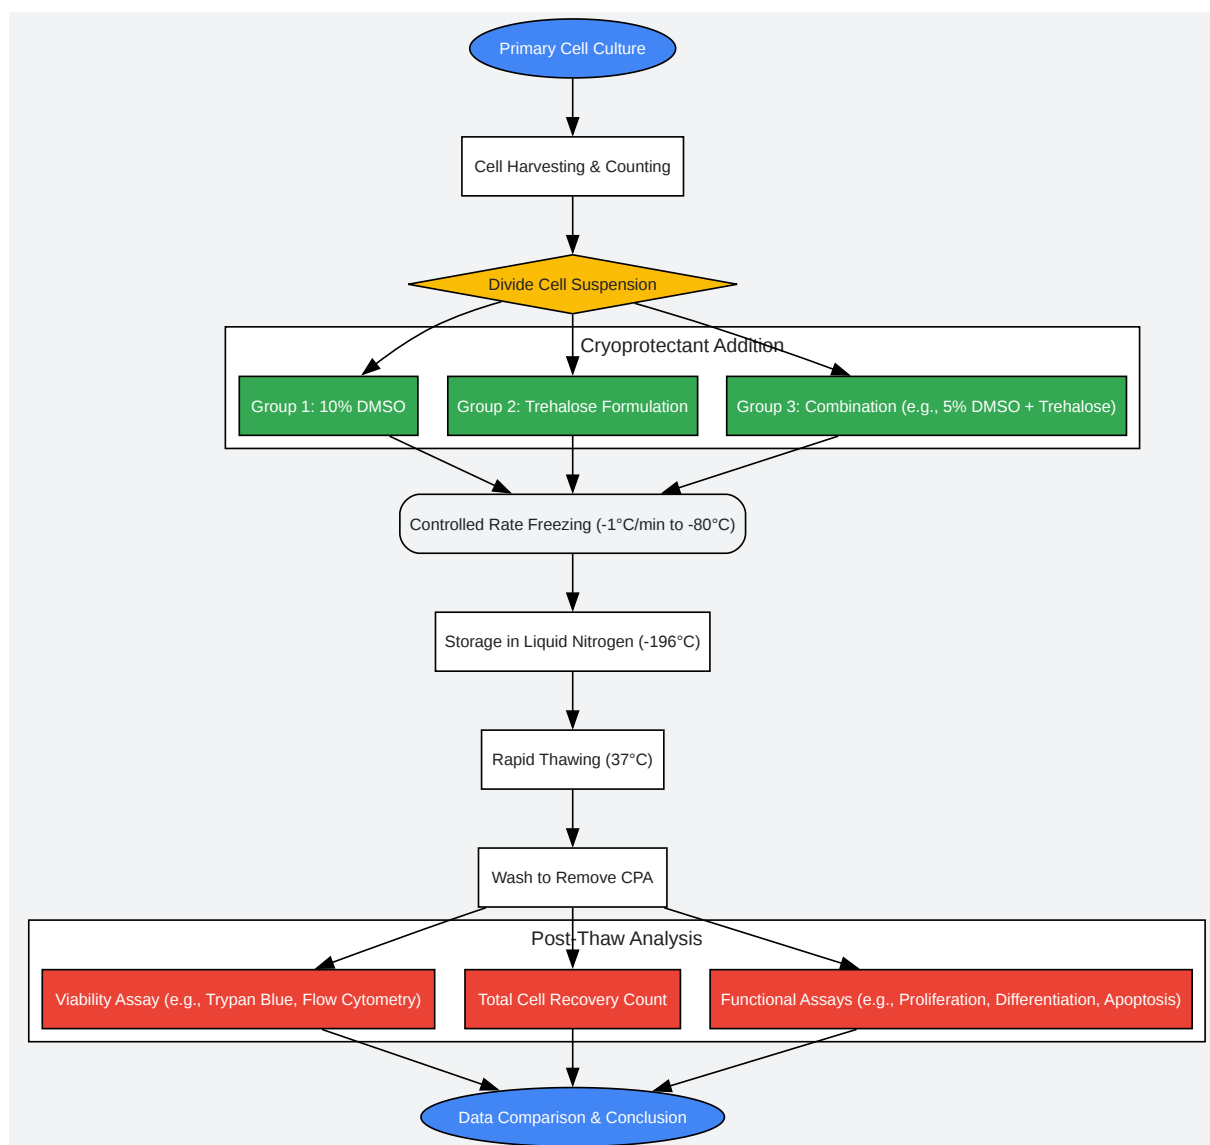 Primary Cell Culture
Cell Harvesting & Counting
Divide Cell Suspension
Cryoprotectant Addition
Group 1: 10% DMSO
Group 2: Trehalose Formulation
Group 3: Combination (e.g., 5% DMSO + Trehalose)
Controlled Rate Freezing (-1°C/min to -80°C)
Storage in Liquid Nitrogen (-196°C)
Rapid Thawing (37°C)
Wash to Remove CPA
Post-Thaw Analysis
Viability Assay (e.g., Trypan Blue, Flow Cytometry)
Total Cell Recovery Count
Functional Assays (e.g., Proliferation, Differentiation, Apoptosis)
Data Comparison & Conclusion